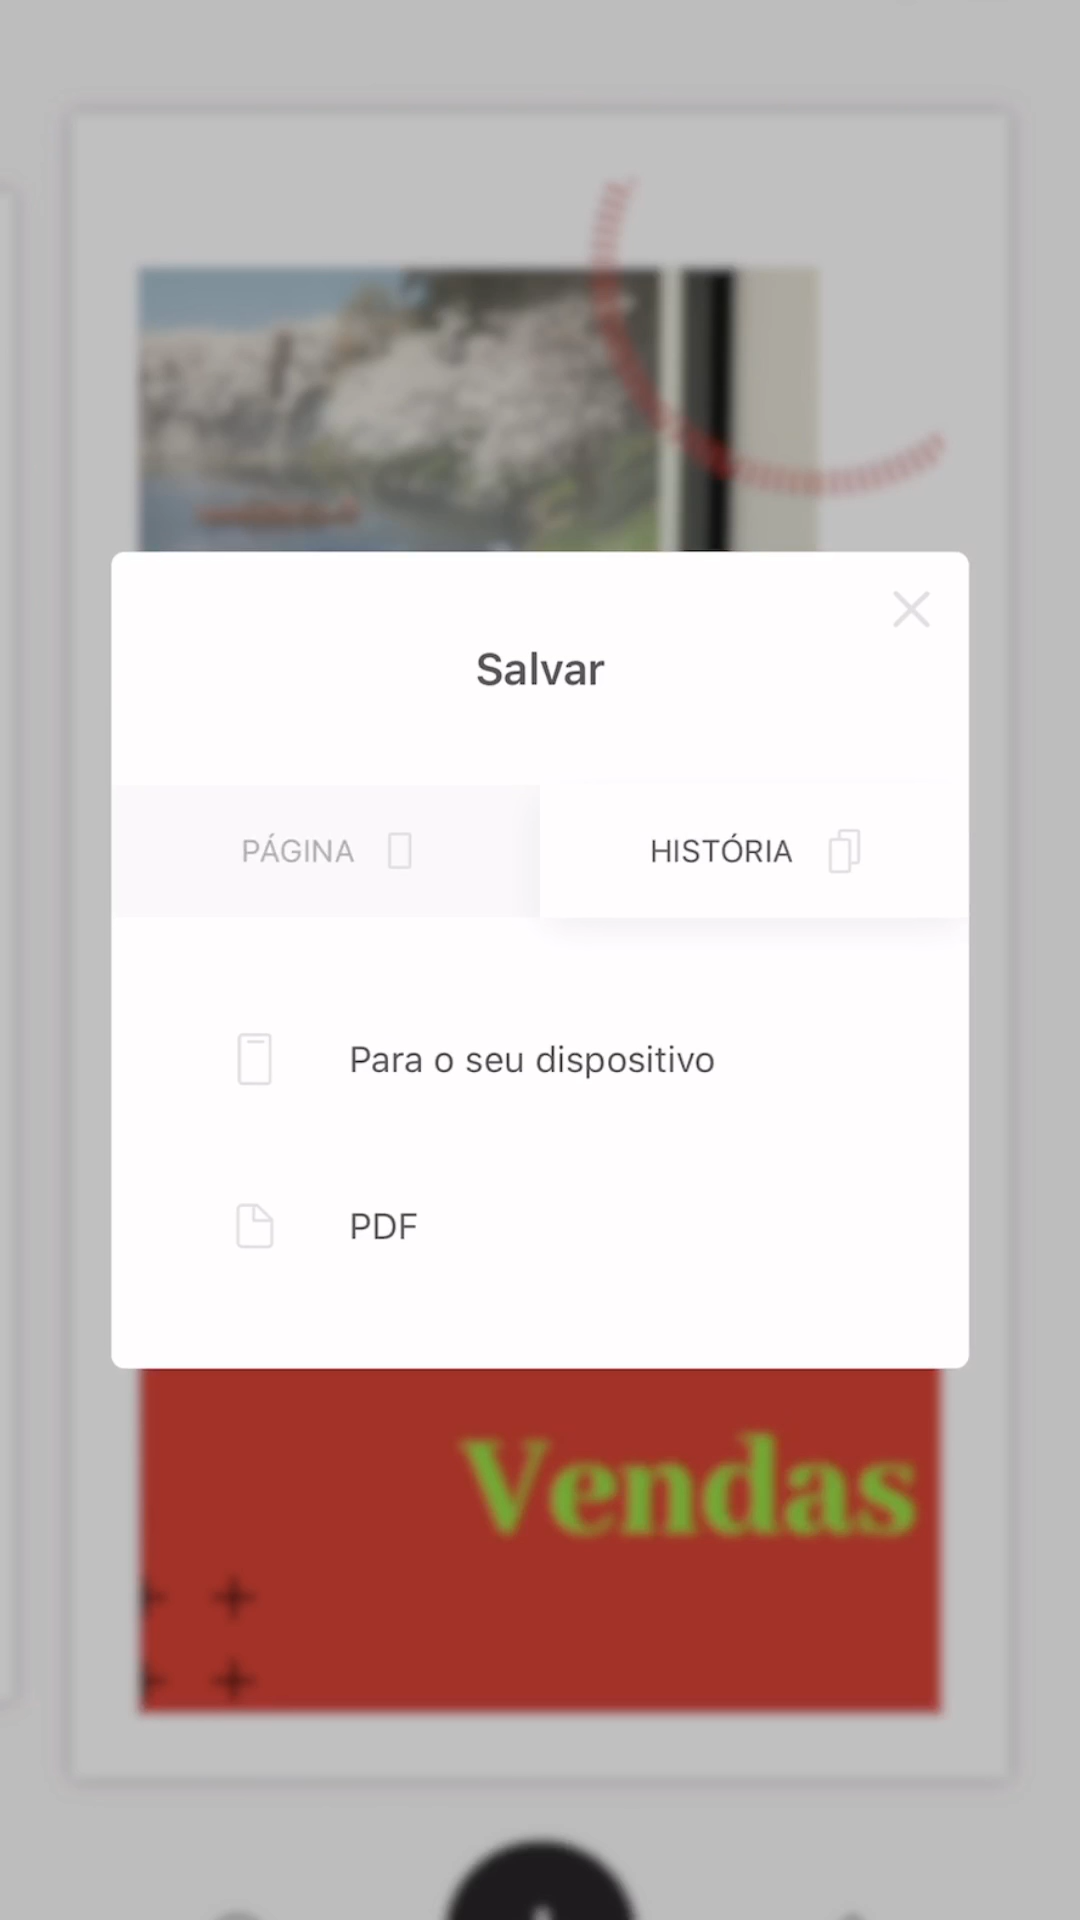 Salvar
PÁGINA
HISTÓRIA
Para o seu dispositivo
PDF
Vendas